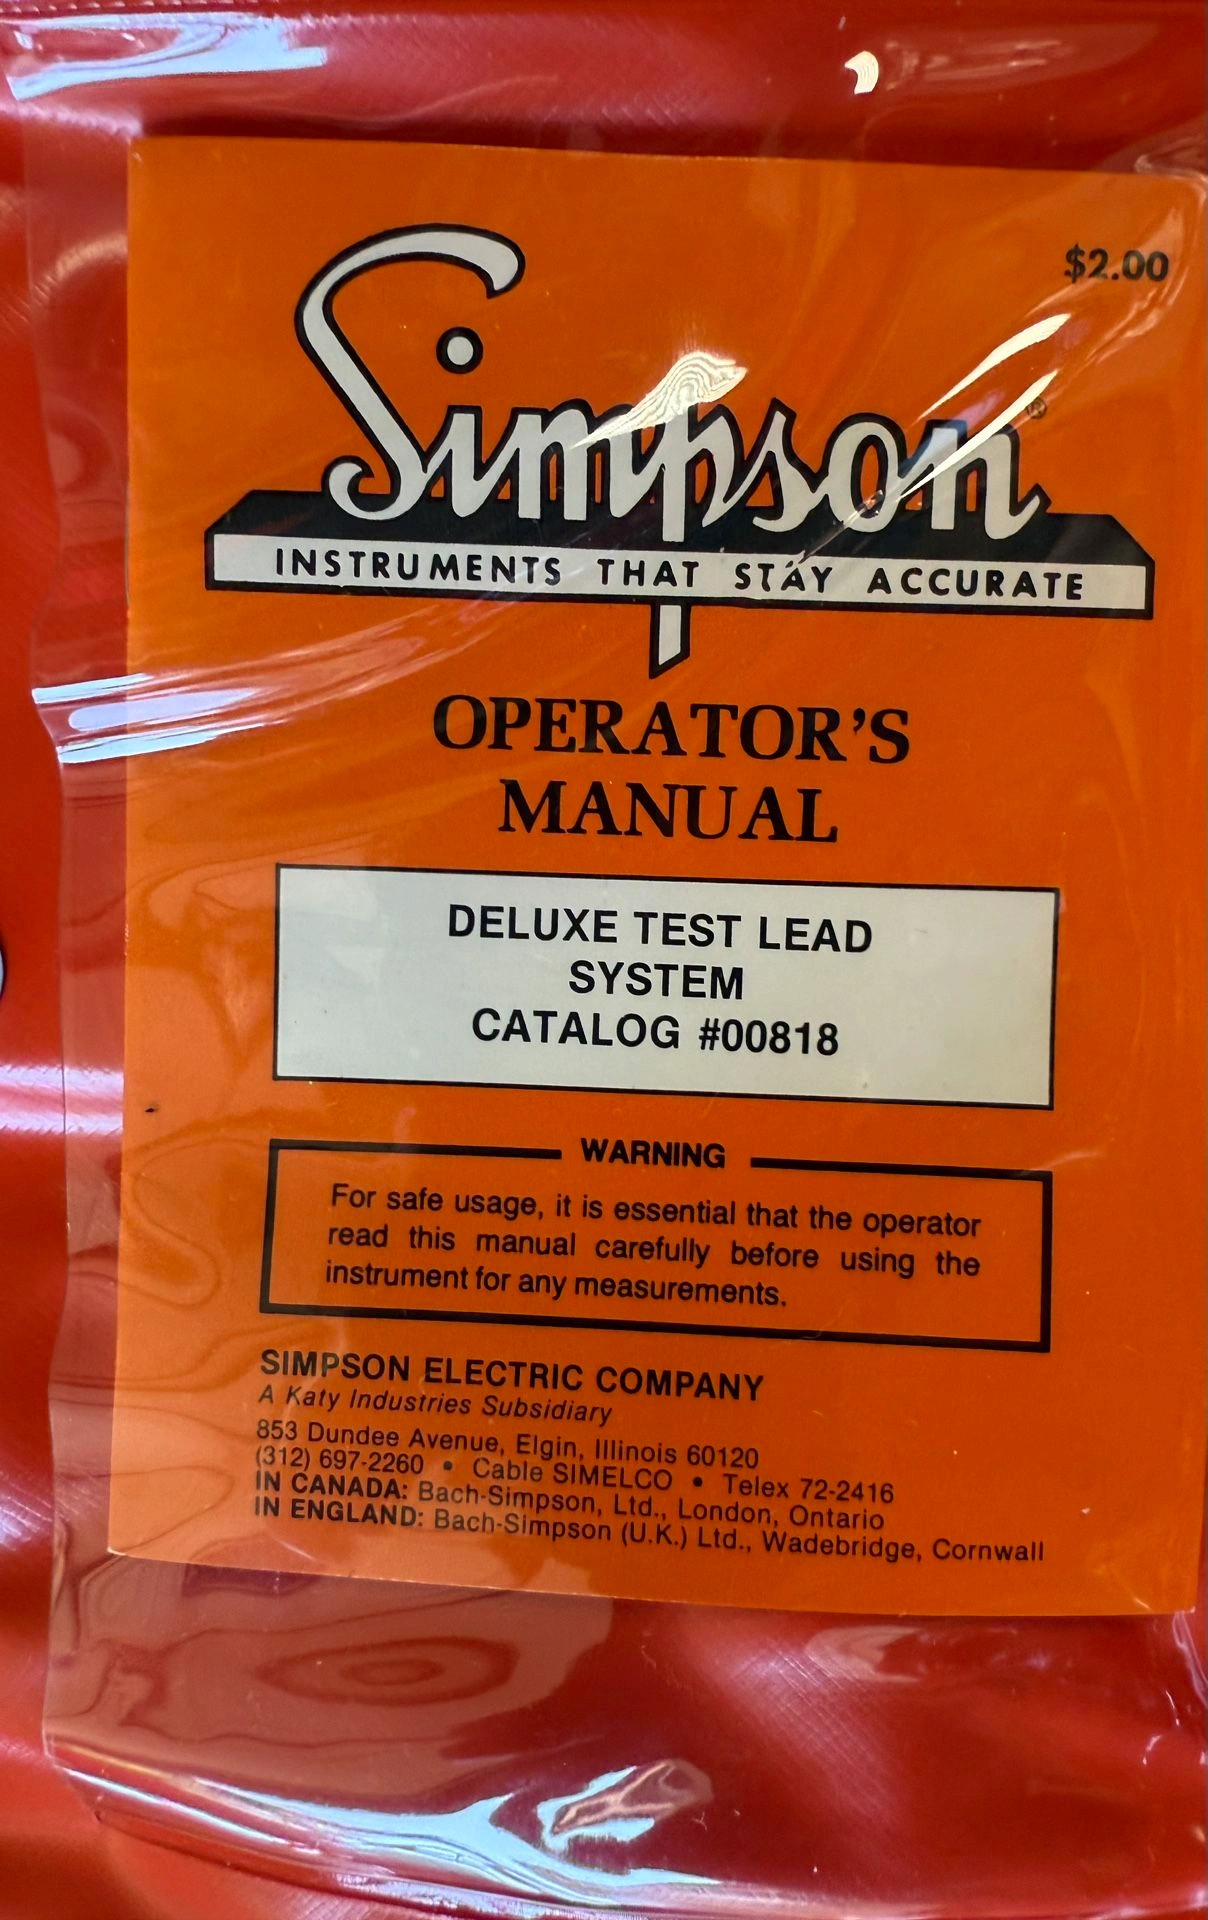 $2.00
Simpson®
INSTRUMENTS THAT STAY ACCURATE
OPERATOR'S
MANUAL
DELUXE TEST LEAD
SYSTEM
CATALOG #00818
WARNING
For safe usage, it is essential that the operator
read this manual carefully before using the
instrument for any measurements.
SIMPSON ELECTRIC COMPANY
A Katy Industries Subsidiary
853 Dundee Avenue, Elgin, Illinois 60120
(312) 697-2260 • Cable SIMELCO • Telex 72-2416
IN CANADA: Bach-Simpson, Ltd., London, Ontario
IN ENGLAND: Bach-Simpson (U.K.) Ltd., Wadebridge, Cornwall